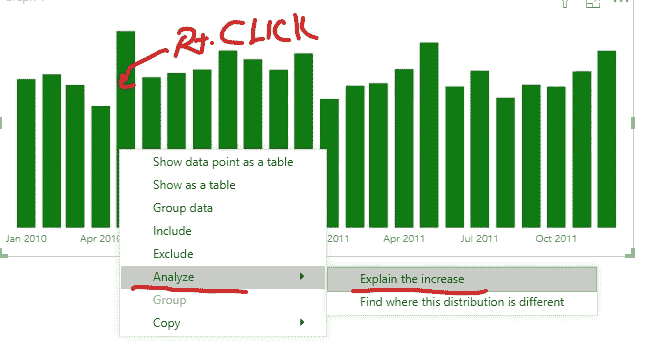 Rt. CLICK
Show data point as a table
Show as a table
Group data
Include
Exclude
Analyze
Explain the increase
Group
Find where this distribution is different
Copy
Jan 2010
Apr 2010
2011
Apr 2011
Jul 2011
Oct 2011